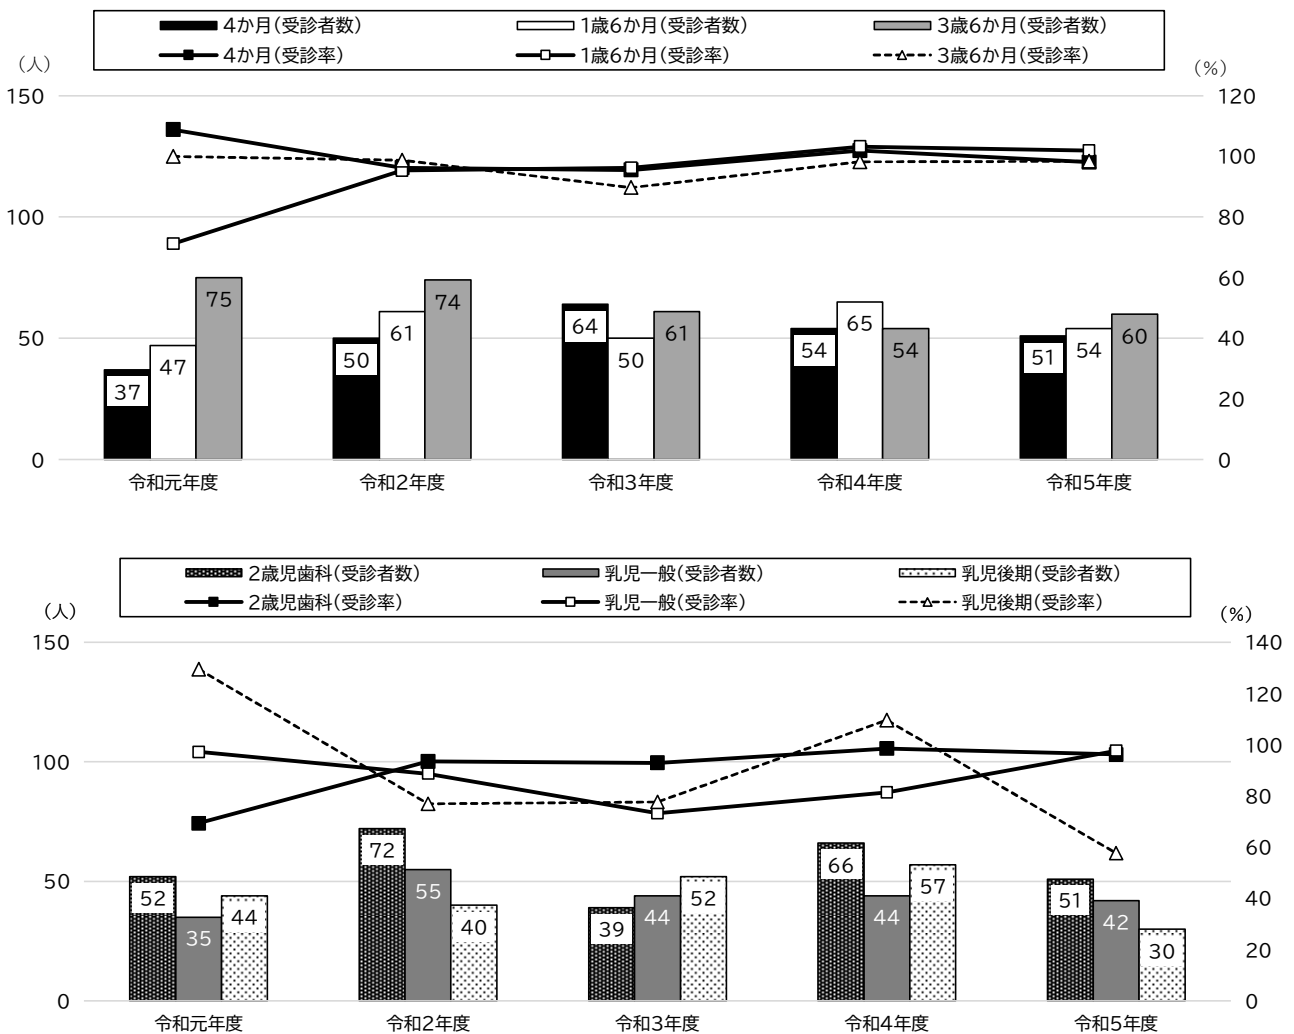 4か月(受診者数) 1歳6か月(受診者数) 3歳6か月(受診者数)
4か月(受診率) 1歳6か月(受診率) 3歳6か月(受診率)
(人) (%)
150 120
100
100 80
75 74 60
64 65 60
61 61
50 50 54 54 54 50 51 40
47
37 20
0 0
令和元年度 令和2年度 令和3年度 令和4年度 令和5年度
2歳児歯科(受診者数) 乳児一般(受診者数) 乳児後期(受診者数)
2歳児歯科(受診率) 乳児一般(受診率) 乳児後期(受診率)
(人) (%)
150 140
120
100 100
80
72 66 60
50 52 55 52 57 51
44 44 44 42 40
35 40 39 30
20
0 0
令和元年度 令和2年度 令和3年度 令和4年度 令和5年度